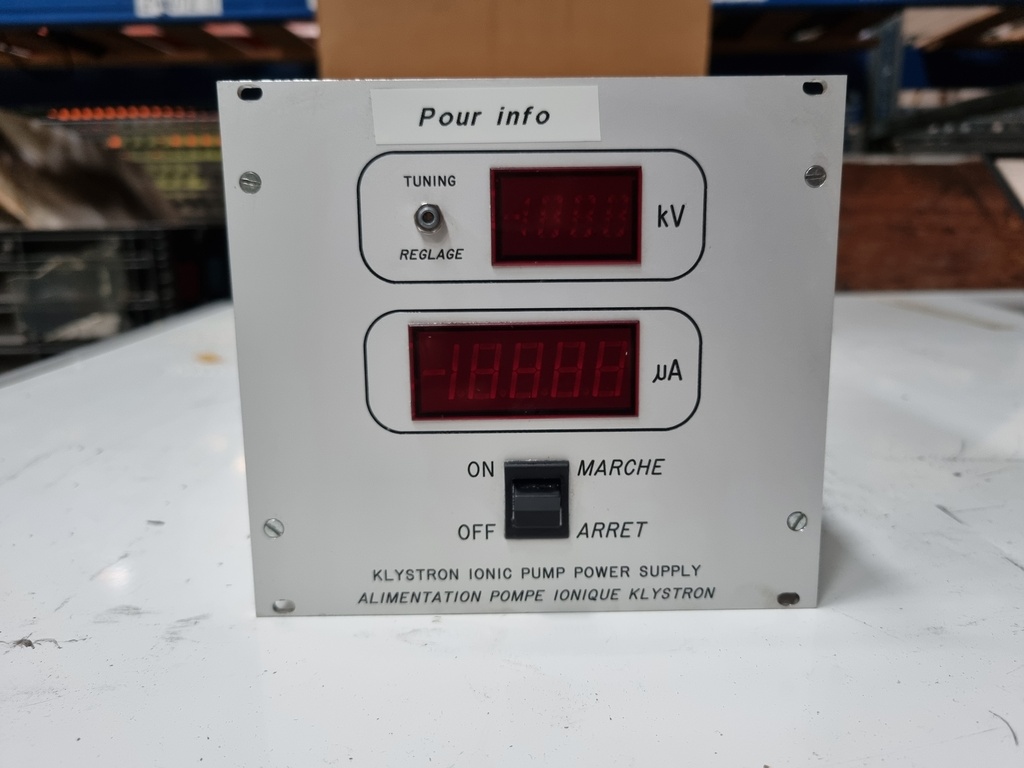 Pour info
TUNING
kV
REGLAGE
µA
ON MARCHE
OFF ARRET
KLYSTRON IONIC PUMP POWER SUPPLY
ALIMENTATION POMPE IONIQUE KLYSTRON